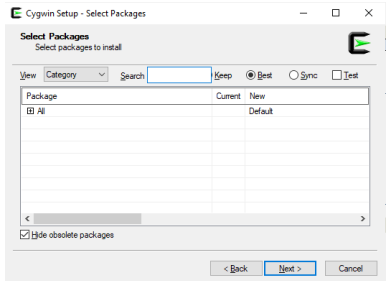 Cygwin Setup - Select Packages
Select Packages
Select packages to install
View Category Search Keep Best Sync Test
Package Current New
All Default
Hide obsolete packages
< Back Next > Cancel